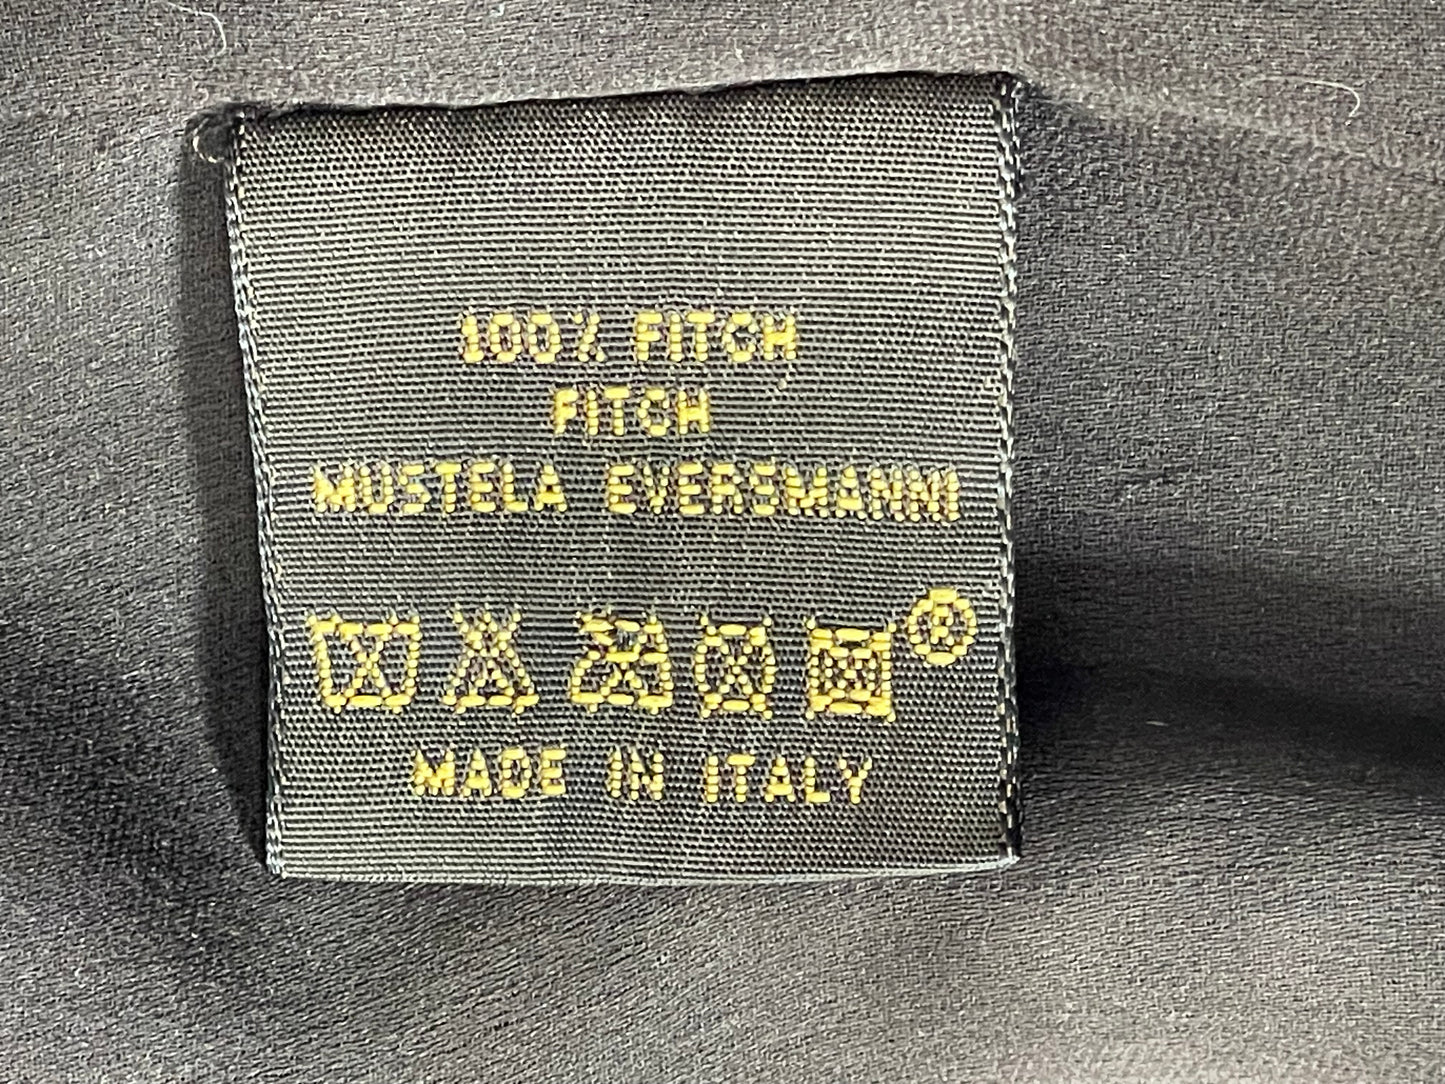 100% FITCH
FITCH
MUSTELA EVERSMANNI
®
MADE IN ITALY